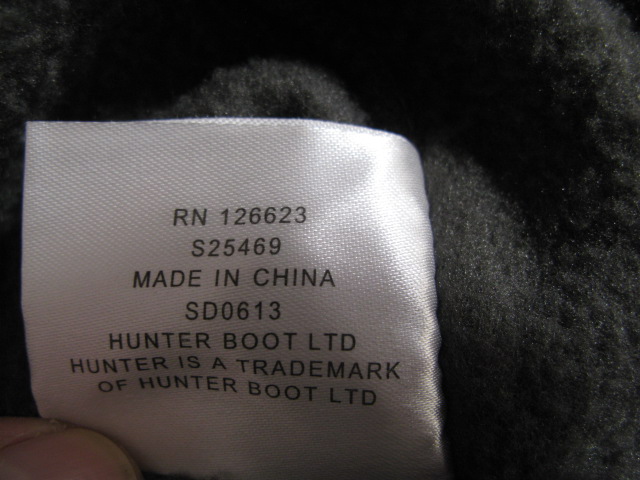 RN 126623
S25469
MADE IN CHINA
SD0613
HUNTER BOOT LTD
HUNTER IS A TRADEMARK
OF HUNTER BOOT LTD